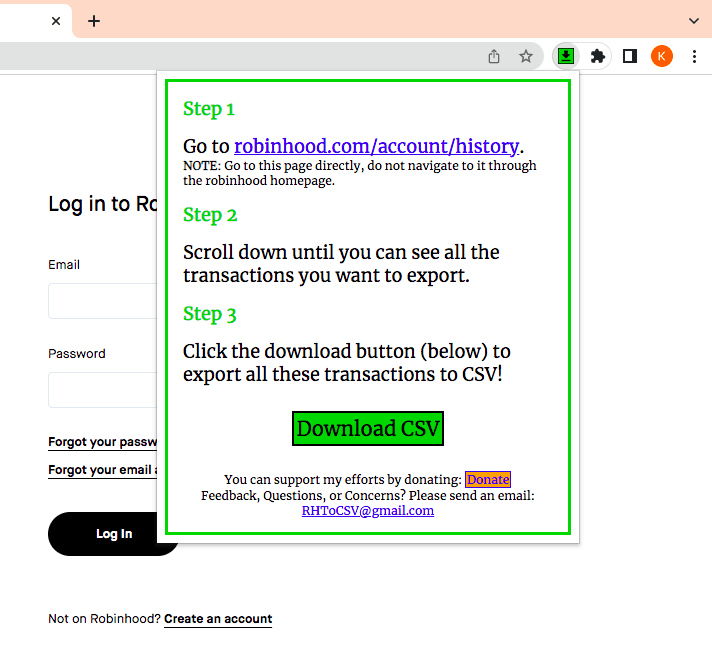 K
Step 1
Go to robinhood.com/account/history.
NOTE: Go to this page directly, do not navigate to it through
the robinhood homepage.
Step 2
Scroll down until you can see all the
transactions you want to export.
Step 3
Click the download button (below) to
export all these transactions to CSV!
Download CSV
You can support my efforts by donating: Donate
Feedback, Questions, or Concerns? Please send an email:
RHToCSV@gmail.com
Log in to Ro
Email
Password
Forgot your passw
Forgot your email a
Log In
Not on Robinhood? Create an account